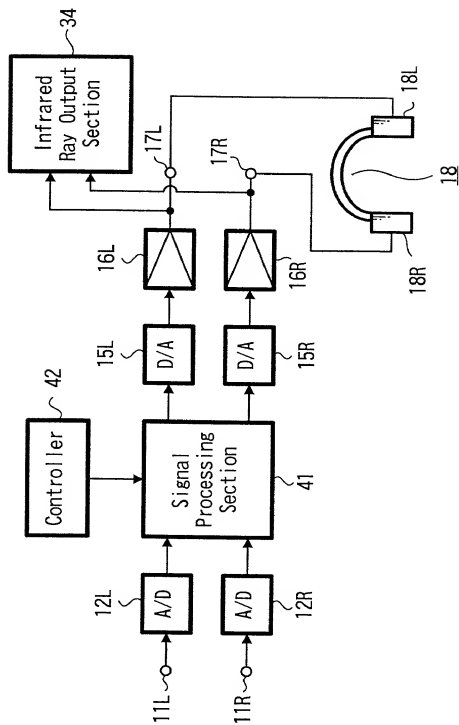 Infrared
Ray Output
Section
34
Controller
42
Signal
Processing
Section
41
11L
12L
A/D
15L
D/A
16L
17L
11R
12R
A/D
15R
D/A
16R
17R
18R
18L
18